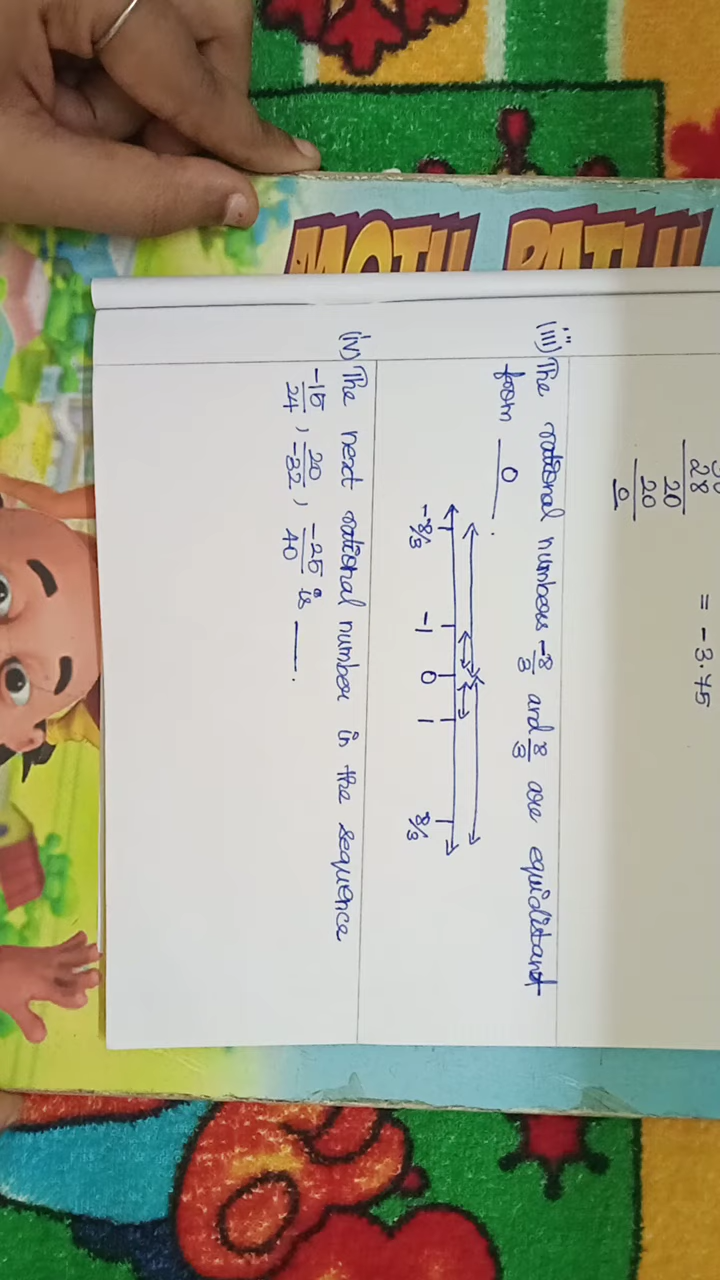 MOTU PATLU
28
20
20
0
= -3.75
(iii) The rational numbers -8/3 and 8/3 are equidistant
from 0.
-8/3 -1 0 1 8/3
(iv) The next rational number in the sequence
-15/24, 20/-32, -25/40 is ___.